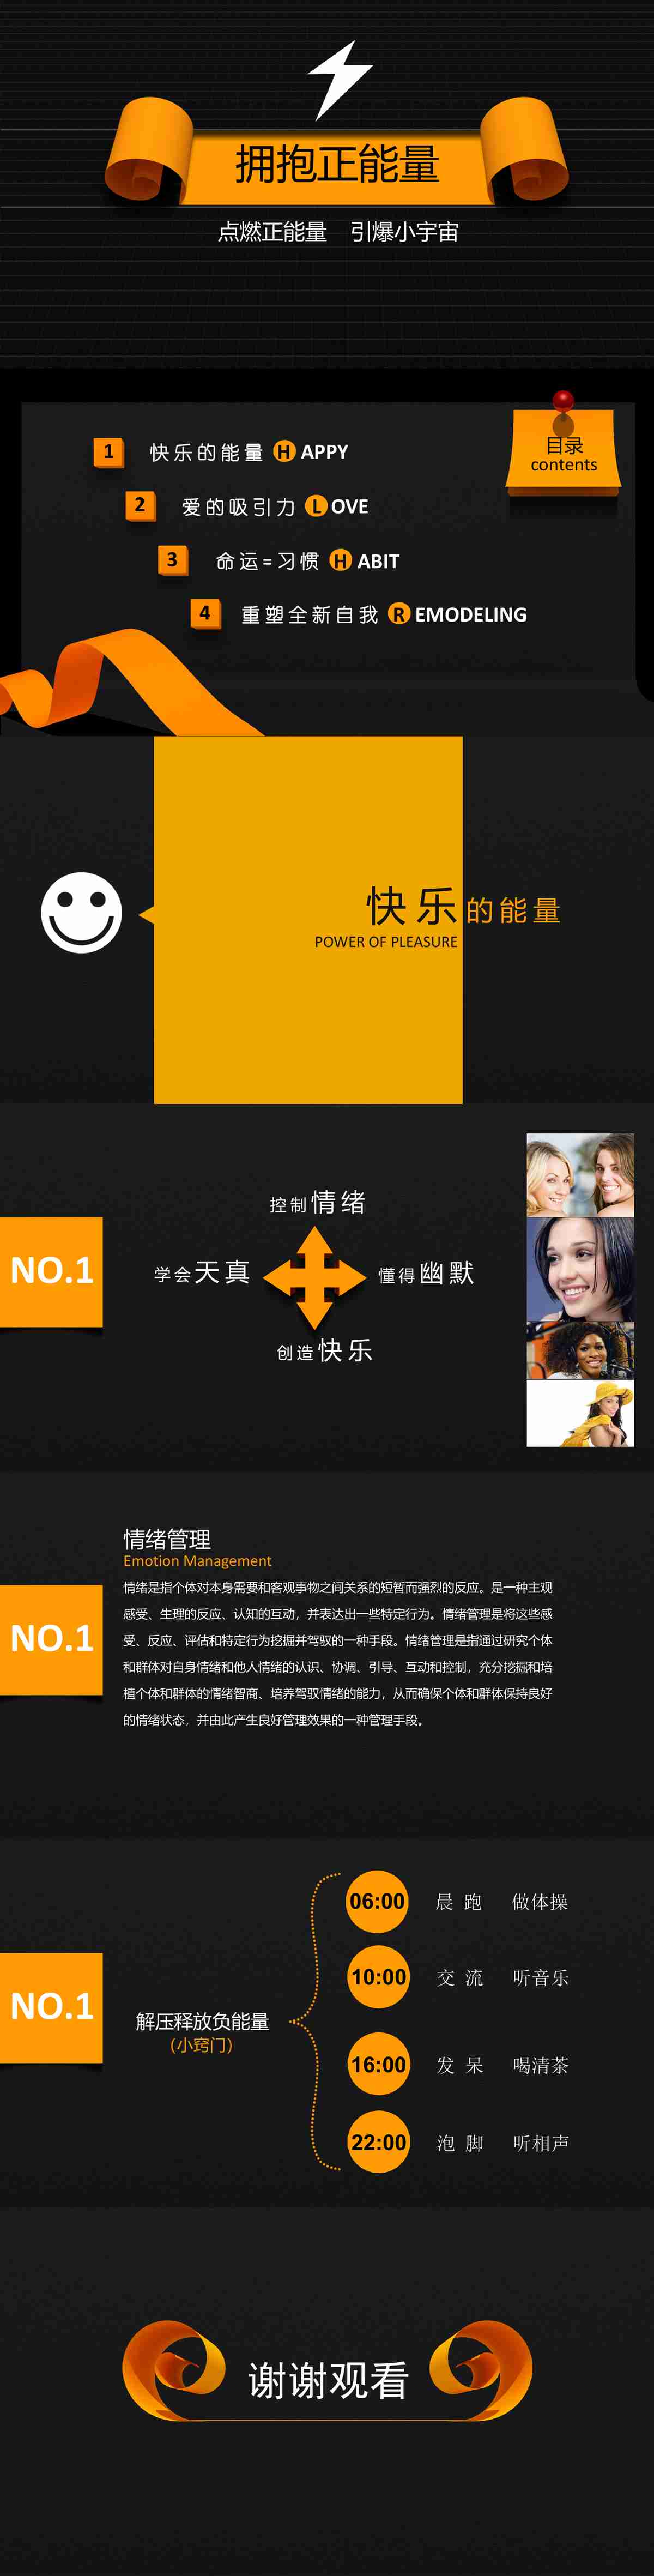 拥抱正能量
点燃正能量 引爆小宇宙
目录
contents
1 快乐的能量 HAPPY
2 爱的吸引力 LOVE
3 命运=习惯 HABIT
4 重塑全新自我 REMODELING
快乐的能量
POWER OF PLEASURE
NO.1
控制情绪
学会天真
懂得幽默
创造快乐
NO.1
情绪管理
Emotion Management
情绪是指个体对本身需要和客观事物之间关系的短暂而强烈的反应。是一种主观
感受、生理的反应、认知的互动，并表达出一些特定行为。情绪管理是将这些感
受、反应、评估和特定行为挖掘并驾驭的一种手段。情绪管理是指通过研究个体
和群体对自身情绪和他人情绪的认识、协调、引导、互动和控制，充分挖掘和培
植个体和群体的情绪智商、培养驾驭情绪的能力，从而确保个体和群体保持良好
的情绪状态，并由此产生良好管理效果的一种管理手段。
NO.1
解压释放负能量
(小窍门)
06:00 晨 跑 做体操
10:00 交 流 听音乐
16:00 发 呆 喝清茶
22:00 泡 脚 听相声
谢谢观看